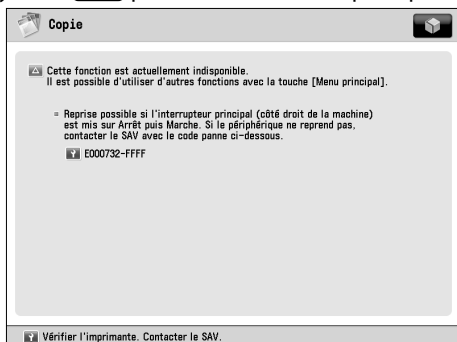 Copie
Cette fonction est actuellement indisponible.
Il est possible d'utiliser d'autres fonctions avec la touche [Menu principal].
Reprise possible si l'interrupteur principal (côté droit de la machine)
est mis sur Arrêt puis Marche. Si le périphérique ne reprend pas,
contacter le SAV avec le code panne ci-dessous.
E000732-FFFF
Vérifier l'imprimante. Contacter le SAV.